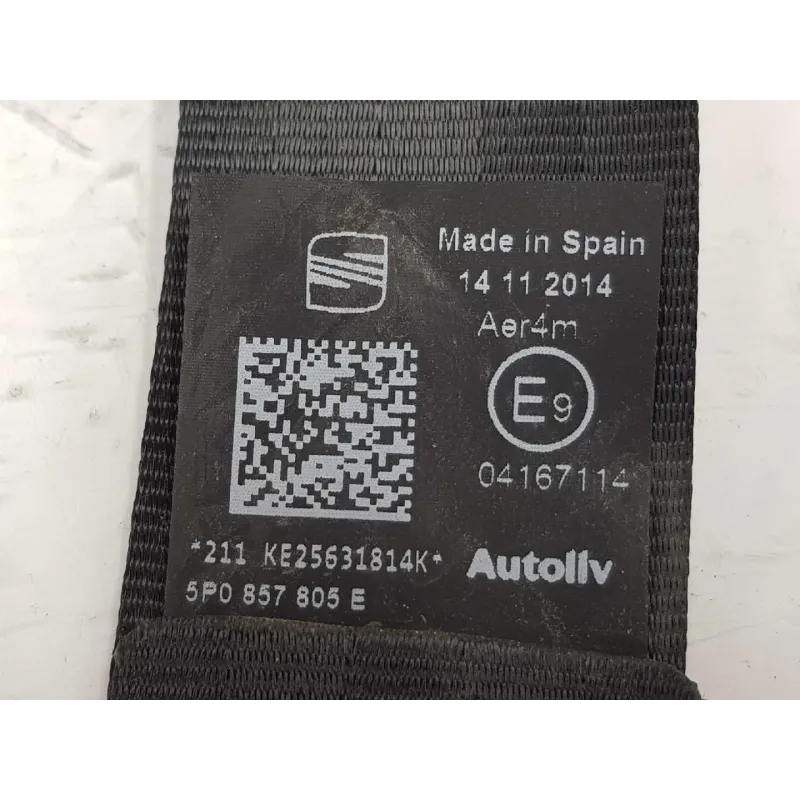 Made in Spain
14 11 2014
Aer4m
E9
04167114
*211 KE25631814K*
Autoliv
5P0 857 805 E